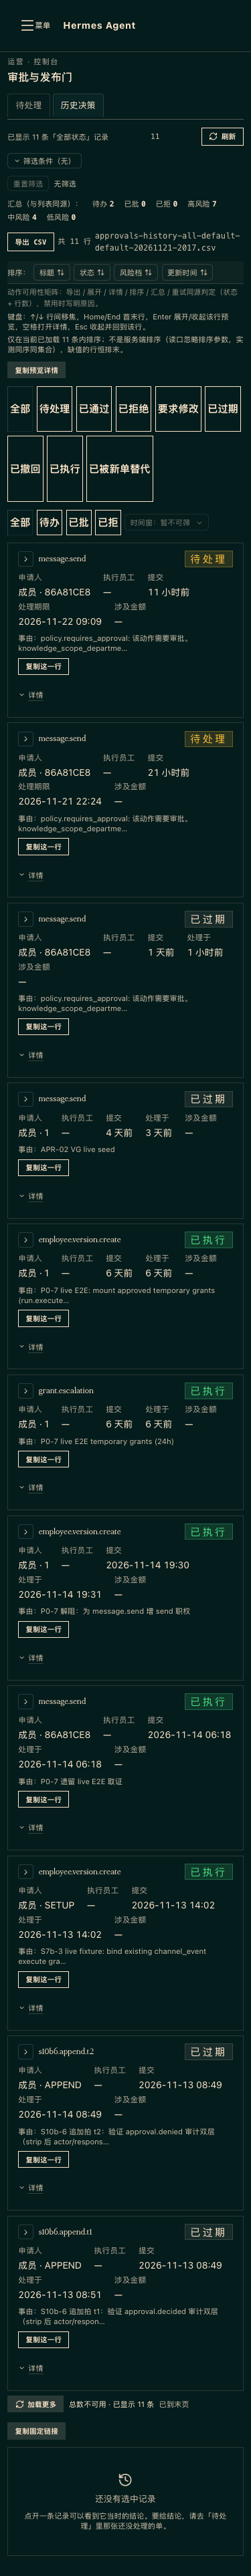 菜单 Hermes Agent
运营 · 控制台
审批与发布门
待处理 历史决策
已显示 11 条「全部状态」记录 11 刷新
筛选条件（无）
重置筛选 无筛选
汇总（与列表同源）： 待办 2 已批 0 已拒 0 高风险 7
中风险 4 低风险 0
导出 CSV 共 11 行 approvals-history-all-default-
default-20261121-2017.csv
排序： 标题 ⇅ 状态 ⇅ 风险档 ⇅ 更新时间 ⇅
动作可用性矩阵：导出 / 展开 / 详情 / 排序 / 汇总 / 重试同源判定（状态
+ 行数），禁用时写明原因。
键盘：↑/↓ 行间移焦，Home/End 首末行，Enter 展开/收起该行预
览，空格打开详情，Esc 收起并回到该行。
仅在当前已加载 11 条内排序；不是服务端排序（该口忽略排序参数，实
测同序同集合），缺值的行恒排末。
复制预览详情
全部 待处理 已通过 已拒绝 要求修改 已过期
已撤回 已执行 已被新单替代
全部 待办 已批 已拒 时间窗：暂不可筛
message.send 待处理
申请人 执行员工 提交
成员 · 86A81CE8 — 11 小时前
处理期限 涉及金额
2026-11-22 09:09 —
事由：policy.requires_approval: 该动作需要审批。
knowledge_scope_departme…
复制这一行
详情
message.send 待处理
申请人 执行员工 提交
成员 · 86A81CE8 — 21 小时前
处理期限 涉及金额
2026-11-21 22:24 —
事由：policy.requires_approval: 该动作需要审批。
knowledge_scope_departme…
复制这一行
详情
message.send 已过期
申请人 执行员工 提交 处理于
成员 · 86A81CE8 — 1 天前 1 小时前
涉及金额
—
事由：policy.requires_approval: 该动作需要审批。
knowledge_scope_departme…
复制这一行
详情
message.send 已过期
申请人 执行员工 提交 处理于 涉及金额
成员 · 1 — 4 天前 3 天前 —
事由：APR-02 VG live seed
复制这一行
详情
employee.version.create 已执行
申请人 执行员工 提交 处理于 涉及金额
成员 · 1 — 6 天前 6 天前 —
事由：P0-7 live E2E: mount approved temporary grants
(run.execute…
复制这一行
详情
grant.escalation 已执行
申请人 执行员工 提交 处理于 涉及金额
成员 · 1 — 6 天前 6 天前 —
事由：P0-7 live E2E temporary grants (24h)
复制这一行
详情
employee.version.create 已执行
申请人 执行员工 提交
成员 · 1 — 2026-11-14 19:30
处理于 涉及金额
2026-11-14 19:31 —
事由：P0-7 解阻：为 message.send 增 send 职权
复制这一行
详情
message.send 已执行
申请人 执行员工 提交
成员 · 86A81CE8 — 2026-11-14 06:18
处理于 涉及金额
2026-11-14 06:18 —
事由：P0-7 遗留 live E2E 取证
复制这一行
详情
employee.version.create 已执行
申请人 执行员工 提交
成员 · SETUP — 2026-11-13 14:02
处理于 涉及金额
2026-11-13 14:02 —
事由：S7b-3 live fixture: bind existing channel_event
execute gra…
复制这一行
详情
s10b6.append.t2 已过期
申请人 执行员工 提交
成员 · APPEND — 2026-11-13 08:49
处理于 涉及金额
2026-11-14 08:49 —
事由：S10b-6 追加拍 t2：验证 approval.denied 审计双层
（strip 后 actor/respons…
复制这一行
详情
s10b6.append.t1 已过期
申请人 执行员工 提交
成员 · APPEND — 2026-11-13 08:49
处理于 涉及金额
2026-11-13 08:51 —
事由：S10b-6 追加拍 t1：验证 approval.decided 审计双层
（strip 后 actor/respon…
复制这一行
详情
加载更多 总数不可用 · 已显示 11 条 已到末页
复制固定链接
还没有选中记录
点开一条记录可以看到它当时的结论。要给结论，请去「待处
理」里那张还没处理的单。